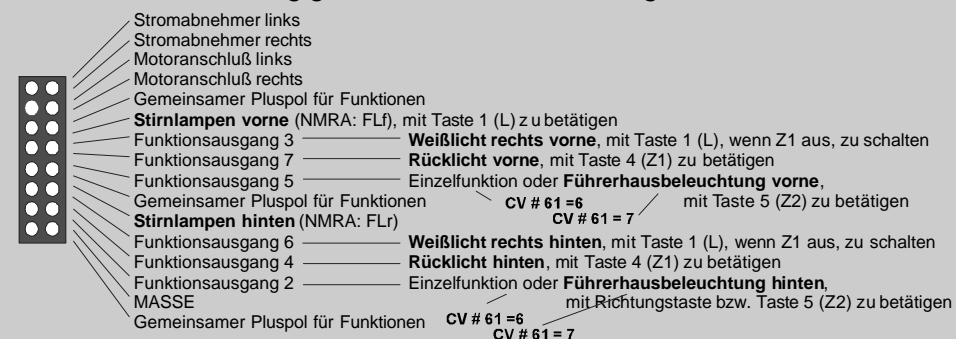 Stromabnehmer links
Stromabnehmer rechts
Motoranschluß links
Motoranschluß rechts
Gemeinsamer Pluspol für Funktionen
Stirnlampen vorne (NMRA: FLf), mit Taste 1 (L) zu betätigen
Funktionsausgang 3 Weißlicht rechts vorne, mit Taste 1 (L), wenn Z1 aus, zu schalten
Funktionsausgang 7 Rücklicht vorne, mit Taste 4 (Z1) zu betätigen
Funktionsausgang 5 Einzelfunktion oder Führerhausbeleuchtung vorne,
Gemeinsamer Pluspol für Funktionen CV # 61 =6 mit Taste 5 (Z2) zu betätigen
CV # 61 = 7
Stirnlampen hinten (NMRA: FLr)
Funktionsausgang 6 Weißlicht rechts hinten, mit Taste 1 (L), wenn Z1 aus, zu schalten
Funktionsausgang 4 Rücklicht hinten, mit Taste 4 (Z1) zu betätigen
Funktionsausgang 2 Einzelfunktion oder Führerhausbeleuchtung hinten,
MASSE mit Richtungstaste bzw. Taste 5 (Z2) zu betätigen
Gemeinsamer Pluspol für Funktionen CV # 61 =6
CV # 61 = 7